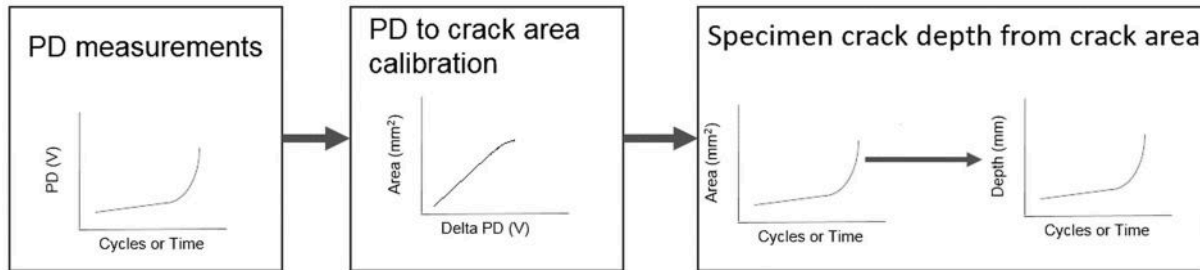 PD measurements
PD (V)
Cycles or Time
PD to crack area
calibration
Area (mm²)
Delta PD (V)
Specimen crack depth from crack area
Area (mm²)
Cycles or Time
Depth (mm)
Cycles or Time